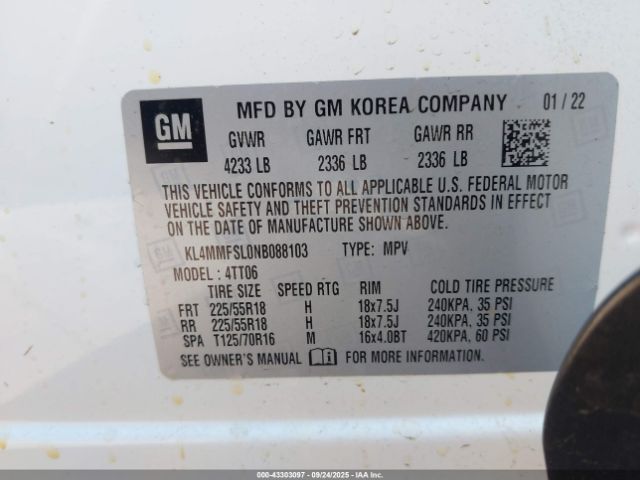 GM
MFD BY GM KOREA COMPANY 01/22
GVWR GAWR FRT GAWR RR
4233 LB 2336 LB 2336 LB
THIS VEHICLE CONFORMS TO ALL APPLICABLE U.S. FEDERAL MOTOR
VEHICLE SAFETY AND THEFT PREVENTION STANDARDS IN EFFECT
ON THE DATE OF MANUFACTURE SHOWN ABOVE.
KL4MMFSL0NB088103 TYPE: MPV
MODEL: 4TT06
TIRE SIZE SPEED RTG RIM COLD TIRE PRESSURE
FRT 225/55R18 H 18x7.5J 240KPA, 35 PSI
RR 225/55R18 H 18x7.5J 240KPA, 35 PSI
SPA T125/70R16 M 16x4.0BT 420KPA, 60 PSI
SEE OWNER'S MANUAL FOR MORE INFORMATION.
000-43303097 - 09/24/2025 - Copart, Inc.